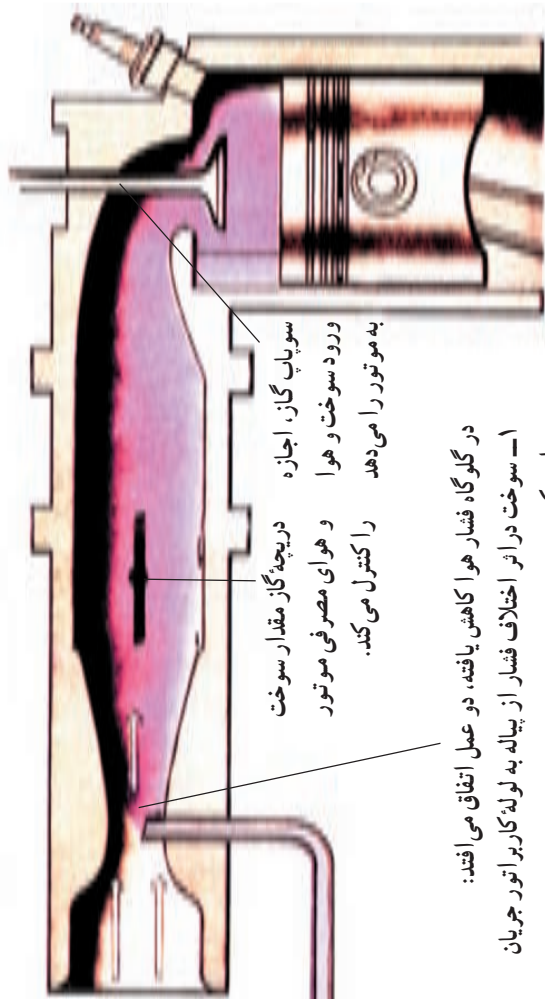 سوپاپ گاز، اجازه
ورود سوخت و هوا
به موتور را می‌دهد
دریچهٔ گاز مقدار سوخت
و هوای مصرفی موتور
را کنترل می‌کند.
در گلوگاه فشار هوا کاهش یافته، دو عمل اتفاق می‌افتد:
۱ــ سوخت در اثر اختلاف فشار از پیاله به لولهٔ کاربراتور جریان